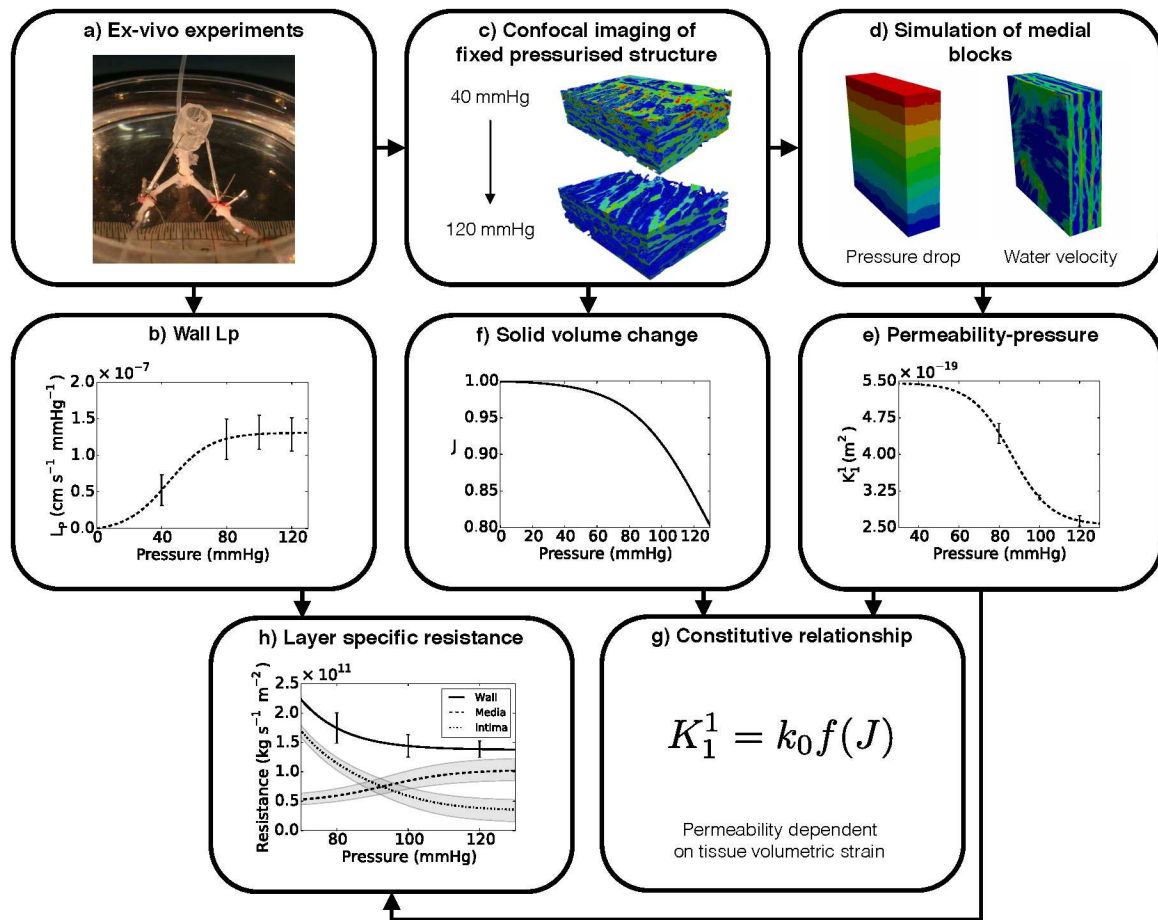 a) Ex-vivo experiments
c) Confocal imaging of
fixed pressurised structure
40 mmHg
120 mmHg
d) Simulation of medial
blocks
Pressure drop
Water velocity
b) Wall Lp
× 10⁻⁷
2.0
1.5
1.0
0.5
0.0
0
40
80
120
Lₚ (cm s⁻¹ mmHg⁻¹)
Pressure (mmHg)
f) Solid volume change
1.00
0.95
0.90
0.85
0.80
0
20
40
60
80
100
120
J
Pressure (mmHg)
e) Permeability-pressure
× 10⁻¹⁹
5.50
4.75
4.00
3.25
2.50
40
60
80
100
120
K₁¹ (m²)
Pressure (mmHg)
h) Layer specific resistance
× 10¹¹
2.5
2.0
1.5
1.0
0.5
0.0
80
100
120
Resistance (kg s⁻¹ m⁻²)
Pressure (mmHg)
Wall
Media
Intima
g) Constitutive relationship
K₁¹ = k₀f(J)
Permeability dependent
on tissue volumetric strain